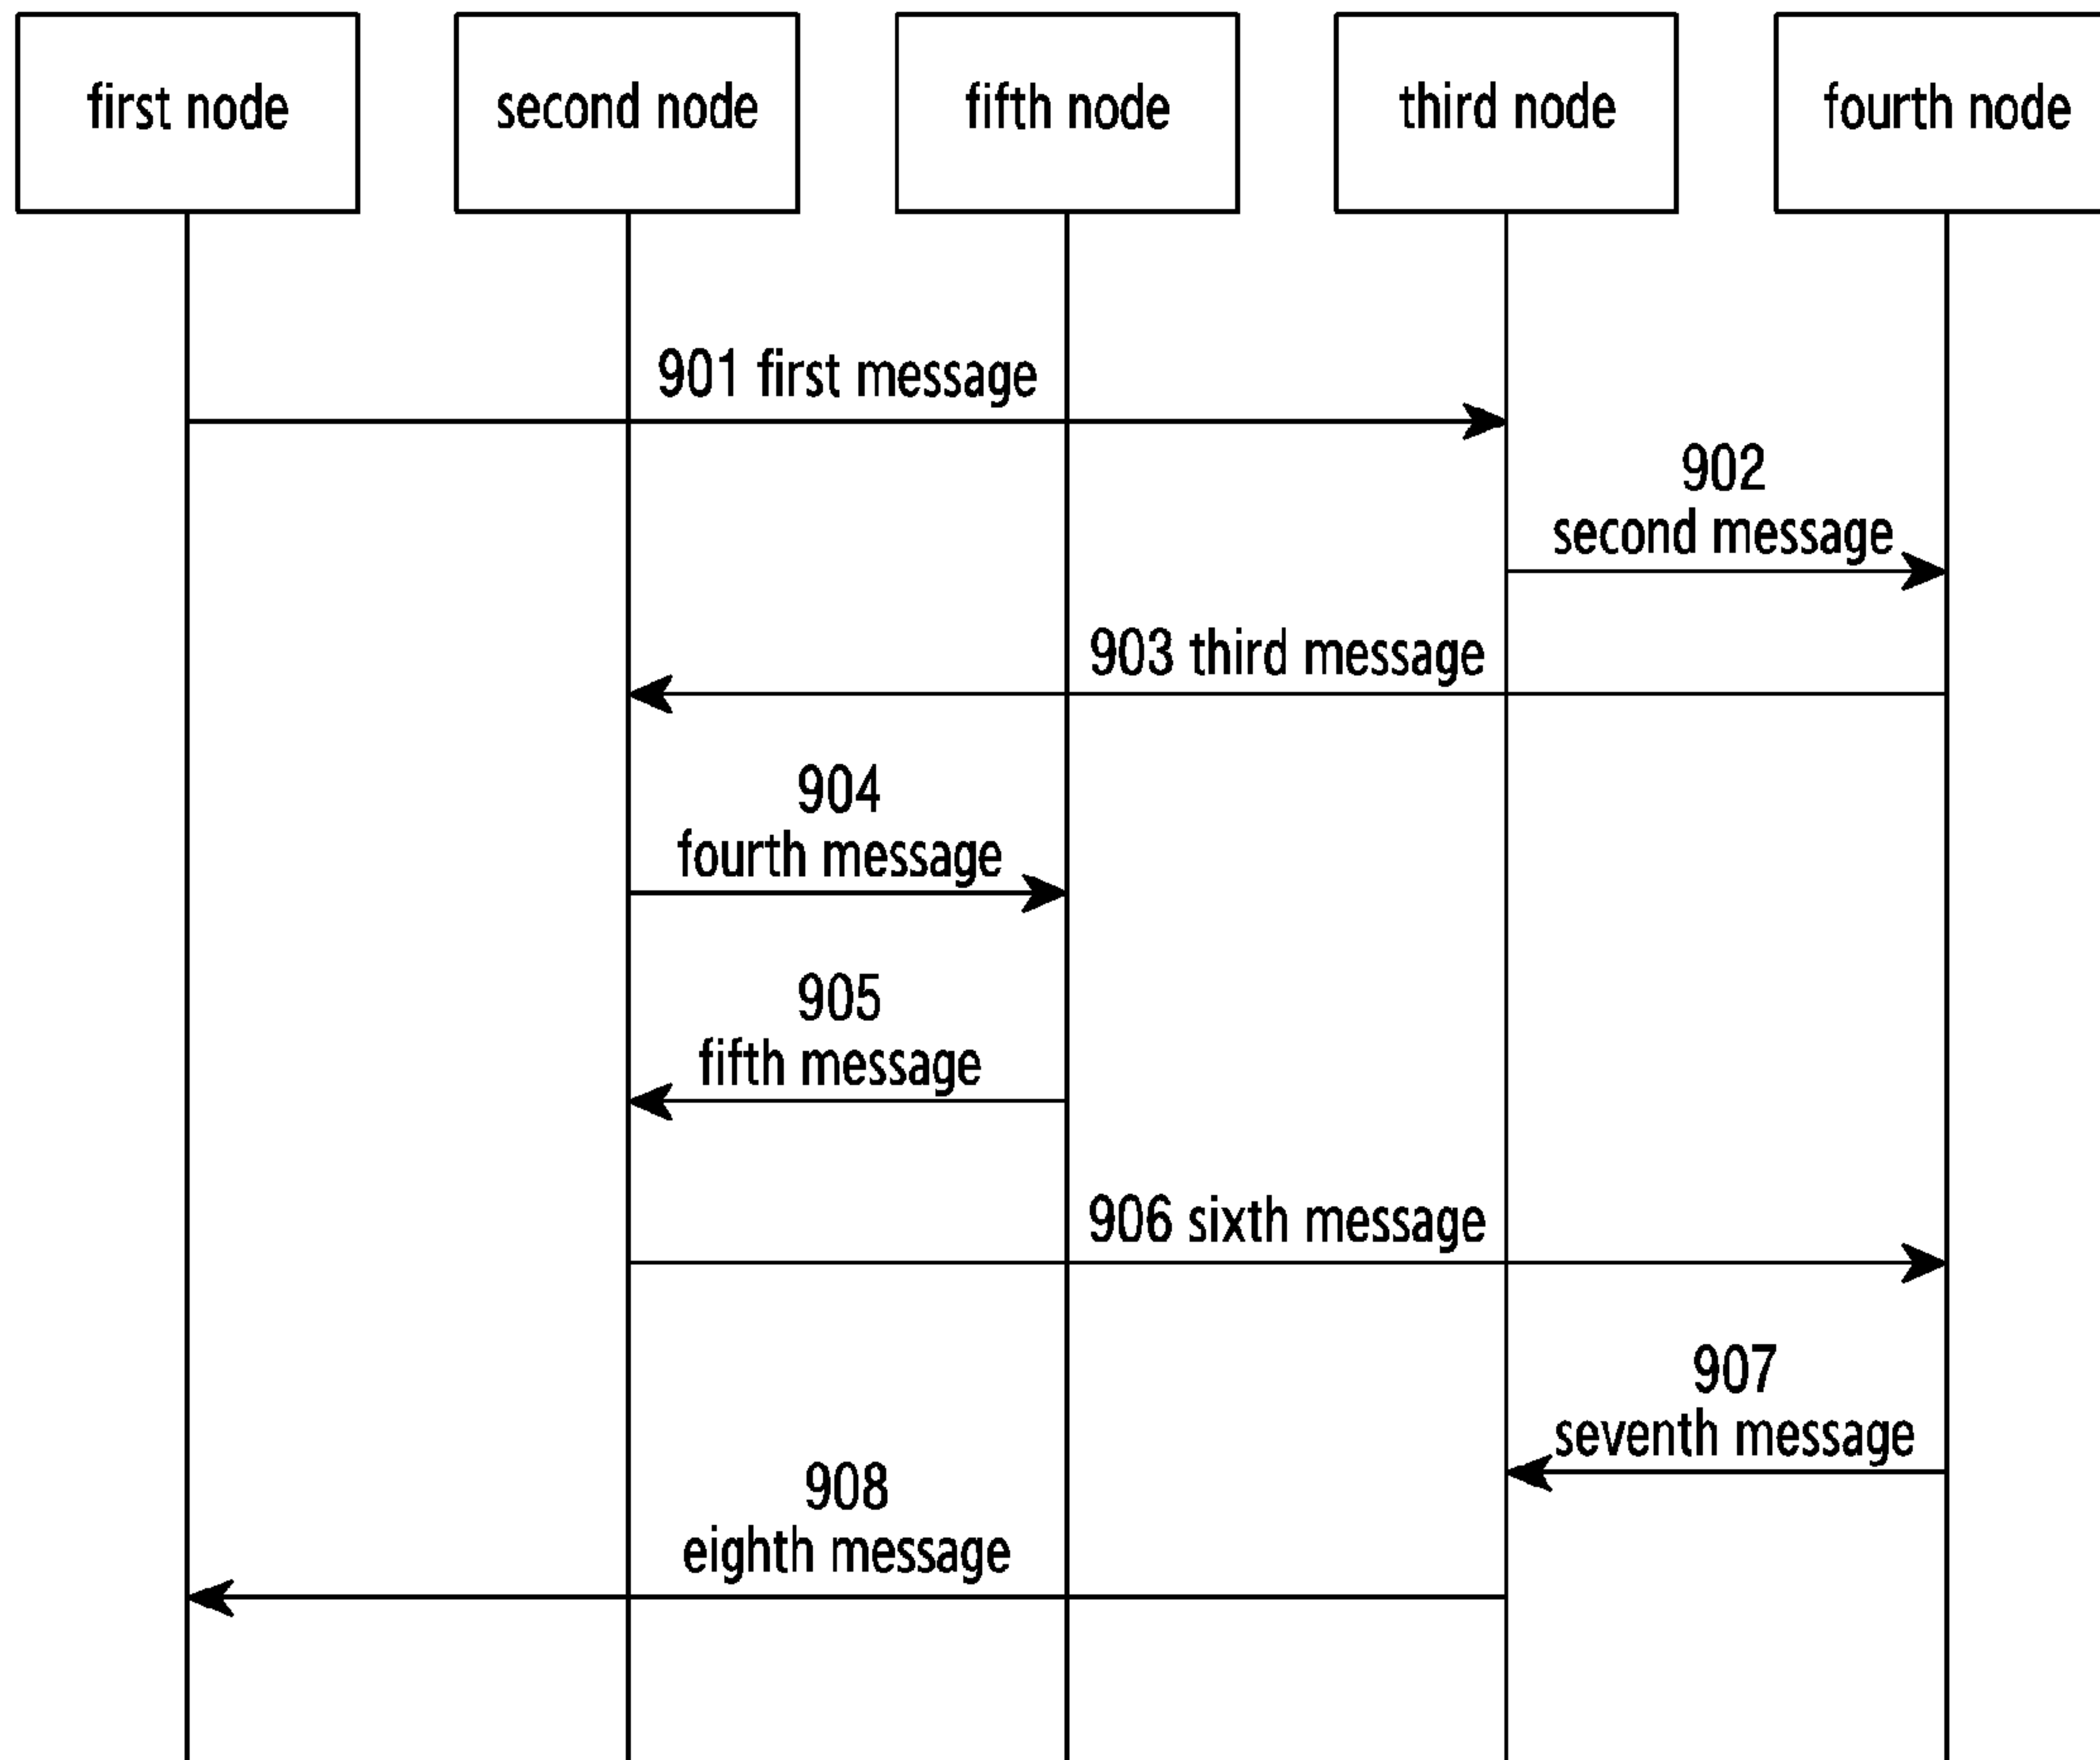 first node
second node
fifth node
third node
fourth node
901 first message
902
second message
903 third message
904
fourth message
905
fifth message
906 sixth message
907
seventh message
908
eighth message